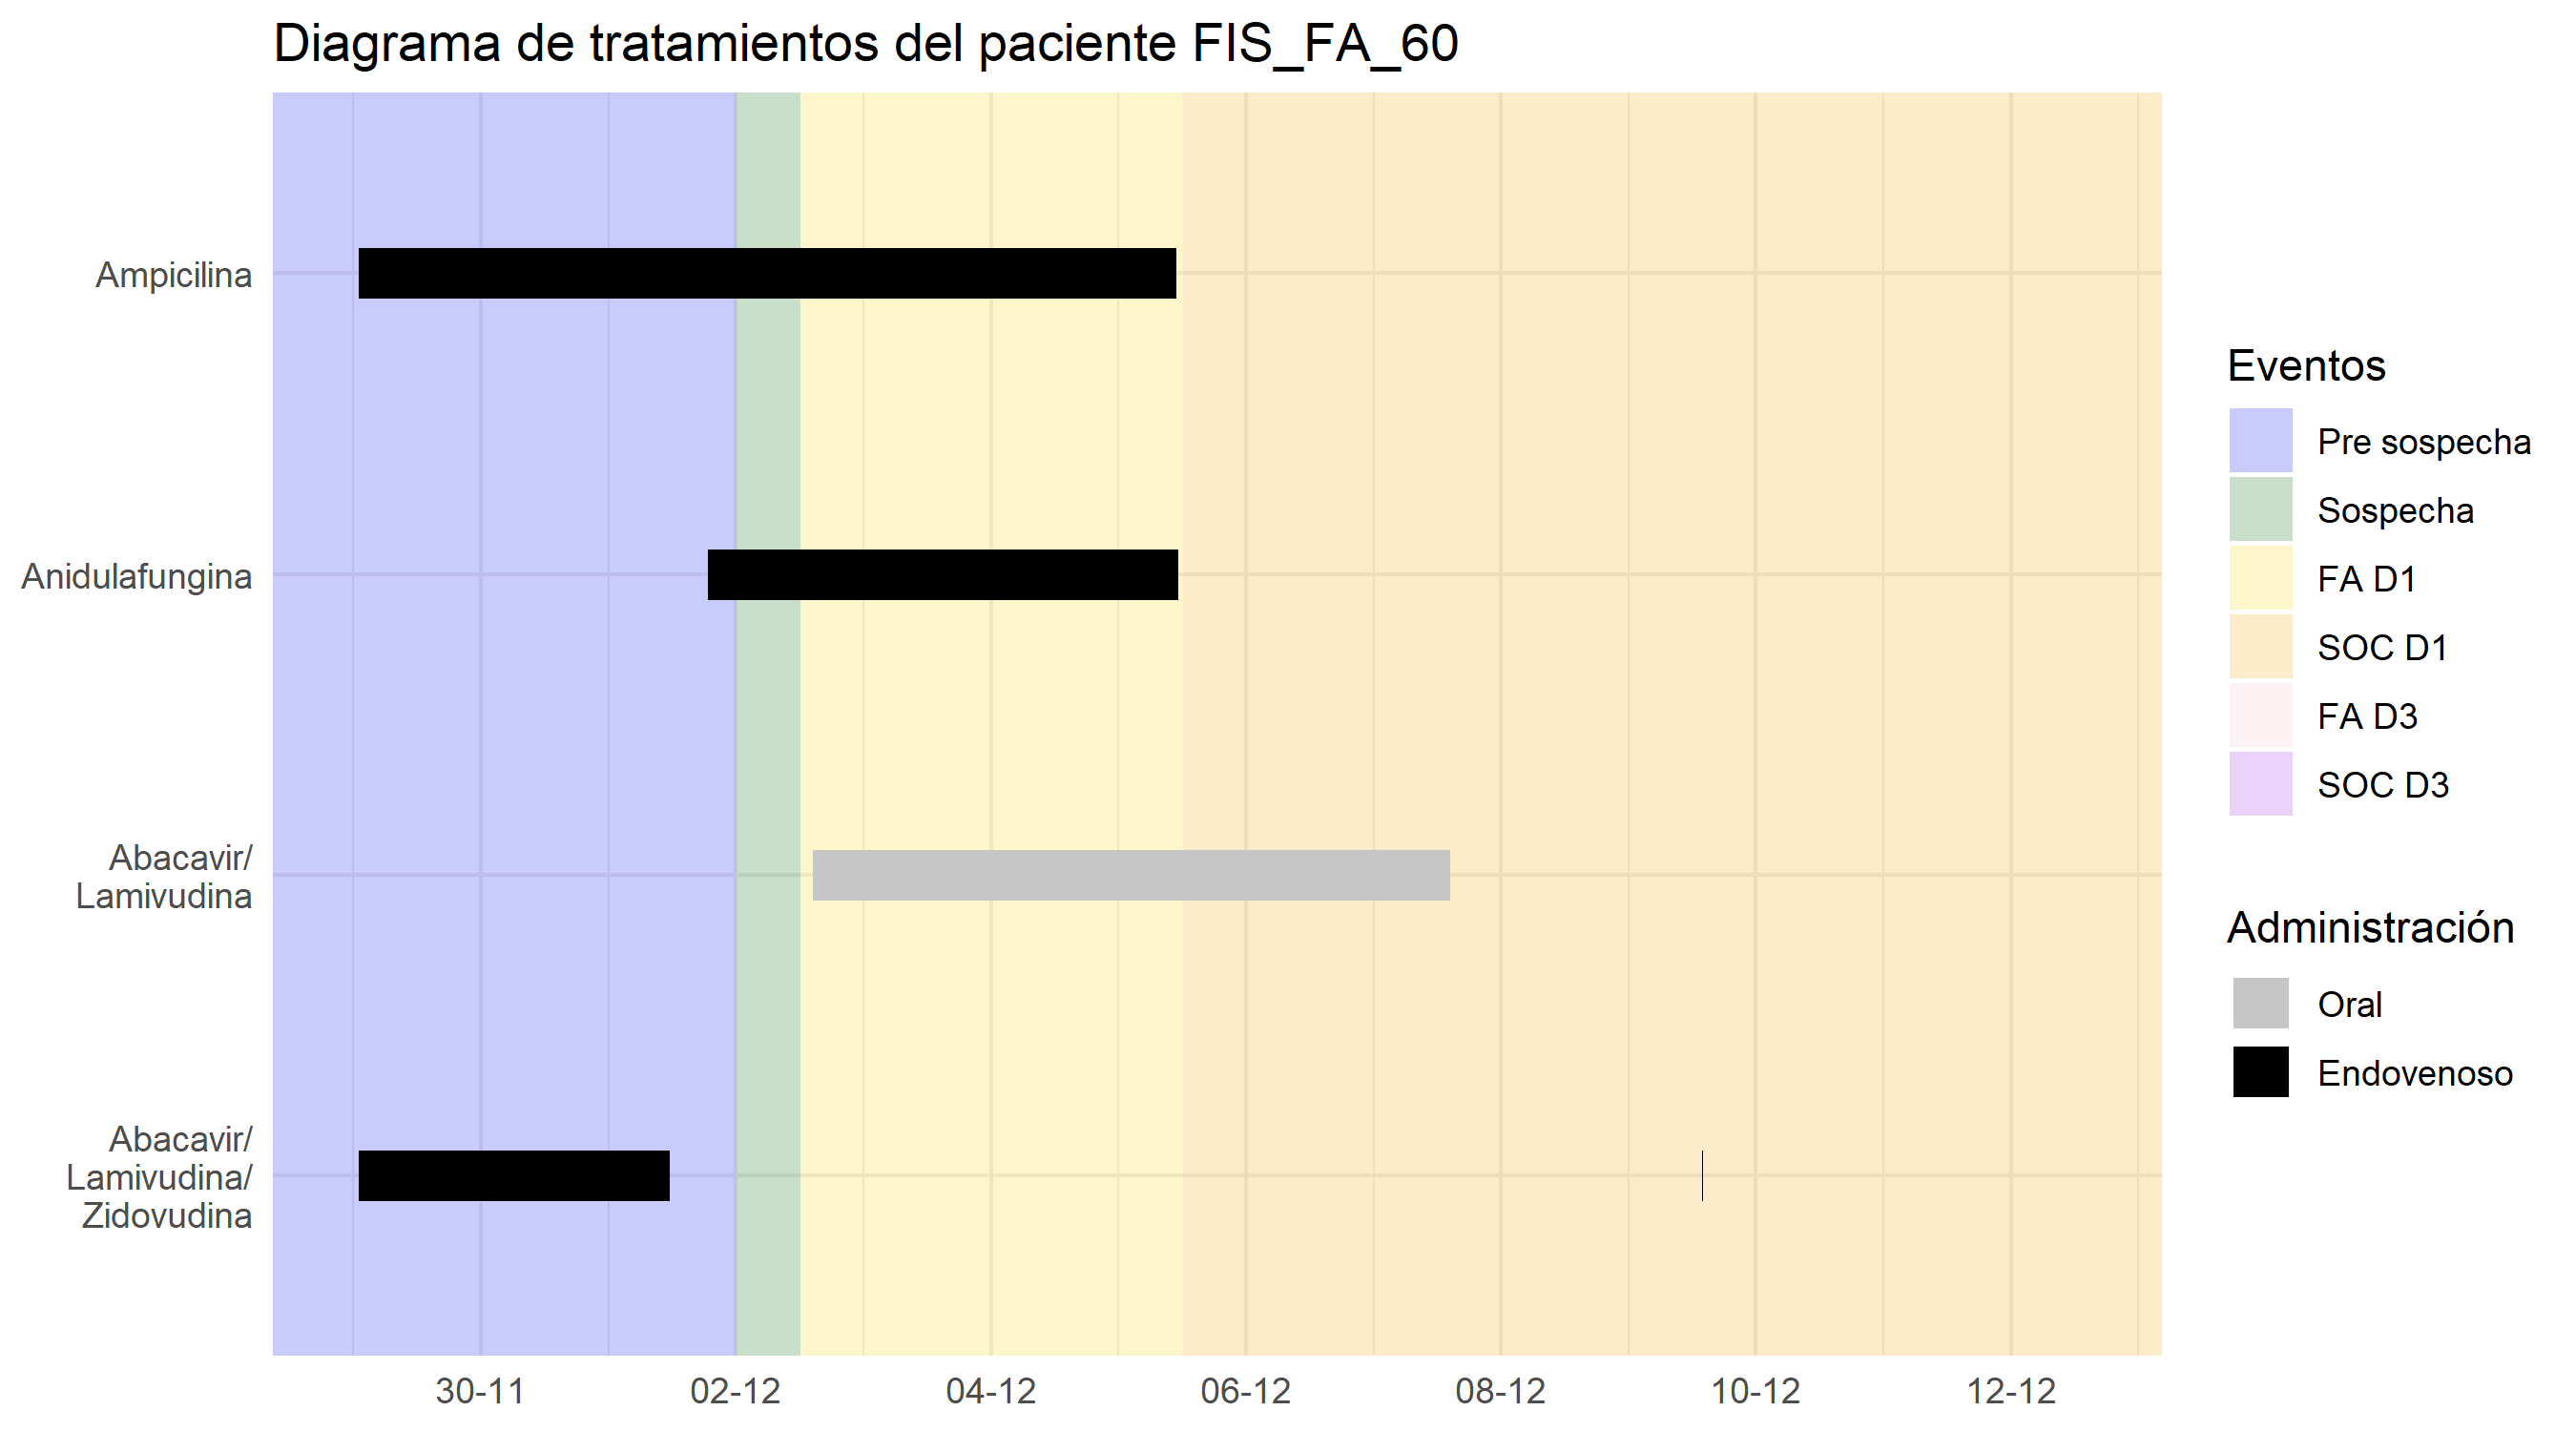 Diagrama de tratamientos del paciente FIS_FA_60
Ampicilina
Anidulafungina
Abacavir/
Lamivudina
Abacavir/
Lamivudina/
Zidovudina
30-11
02-12
04-12
06-12
08-12
10-12
12-12
Eventos
Pre sospecha
Sospecha
FA D1
SOC D1
FA D3
SOC D3
Administración
Oral
Endovenoso